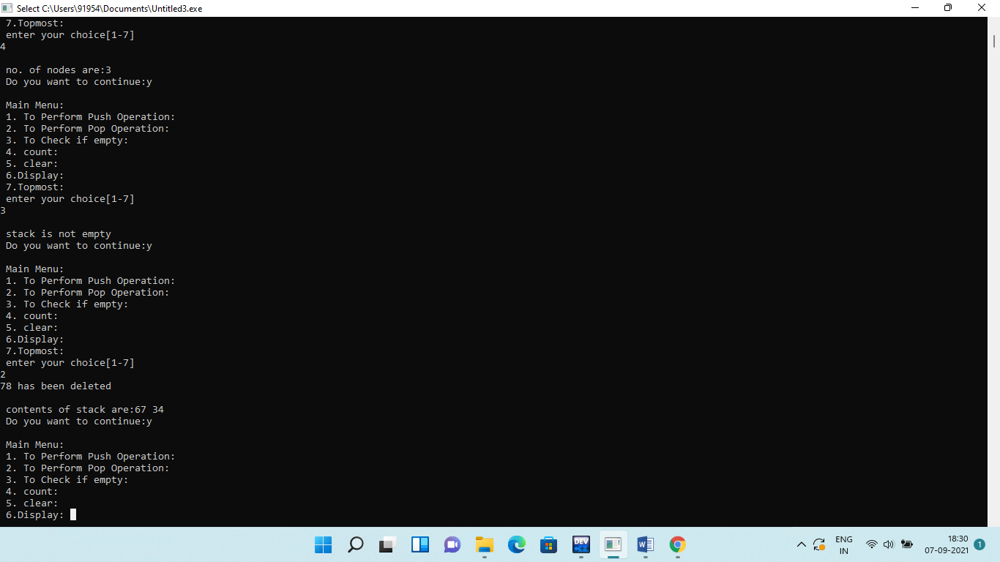 Select C:\Users\91954\Documents\Untitled3.exe
7.Topmost:
enter your choice[1-7]
4
no. of nodes are:3
Do you want to continue:y
Main Menu:
1. To Perform Push Operation:
2. To Perform Pop Operation:
3. To Check if empty:
4. count:
5. clear:
6.Display:
7.Topmost:
enter your choice[1-7]
3
stack is not empty
Do you want to continue:y
Main Menu:
1. To Perform Push Operation:
2. To Perform Pop Operation:
3. To Check if empty:
4. count:
5. clear:
6.Display:
7.Topmost:
enter your choice[1-7]
2
78 has been deleted
contents of stack are:67 34
Do you want to continue:y
Main Menu:
1. To Perform Push Operation:
2. To Perform Pop Operation:
3. To Check if empty:
4. count:
5. clear:
6.Display:
DEV
ENG
IN
18:30
07-09-2021
1